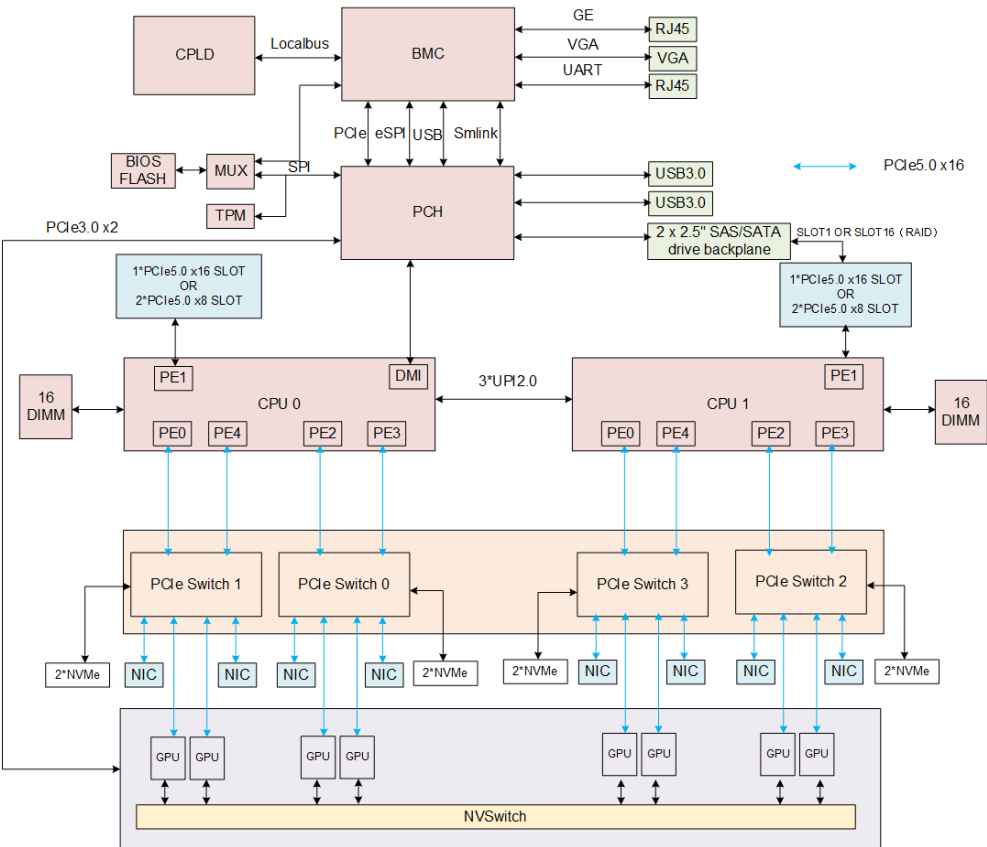 GE
RJ45
CPLD
Localbus
BMC
VGA
VGA
UART
RJ45
PCIe
eSPI
USB
Smlink
BIOS
FLASH
MUX
SPI
PCIe5.0 x16
PCH
USB3.0
TPM
USB3.0
PCIe3.0 x2
2 x 2.5" SAS/SATA
drive backplane
SLOT1 OR SLOT16（RAID）
1*PCIe5.0 x16 SLOT
OR
2*PCIe5.0 x8 SLOT
1*PCIe5.0 x16 SLOT
OR
2*PCIe5.0 x8 SLOT
PE1
DMI
3*UPI2.0
PE1
16
DIMM
CPU 0
CPU 1
16
DIMM
PE0
PE4
PE2
PE3
PE0
PE4
PE2
PE3
PCIe Switch 1
PCIe Switch 0
PCIe Switch 3
PCIe Switch 2
2*NVMe
NIC
NIC
NIC
NIC
2*NVMe
2*NVMe
NIC
NIC
NIC
NIC
2*NVMe
GPU
GPU
GPU
GPU
GPU
GPU
GPU
GPU
NVSwitch